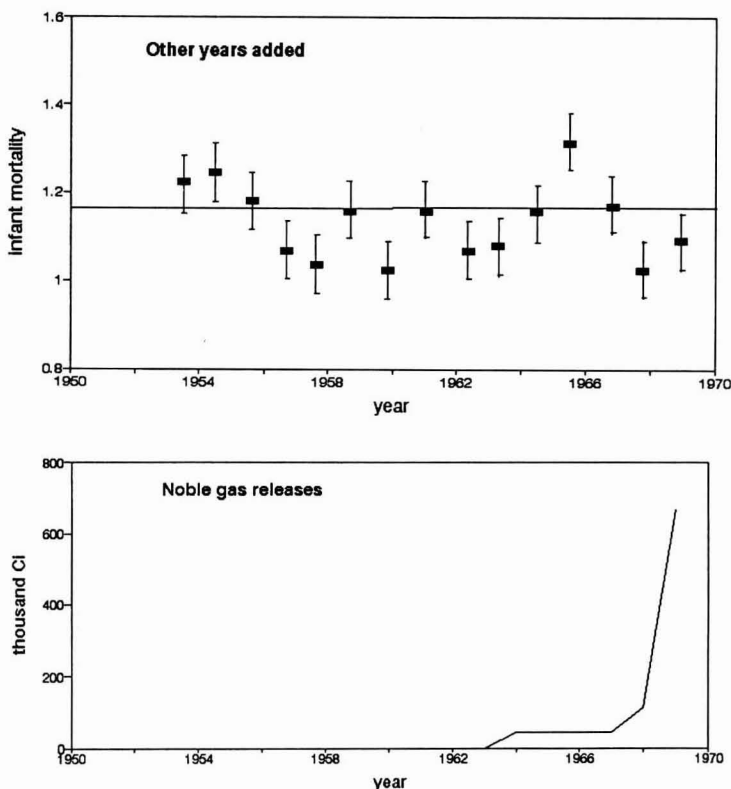 1.6
Other years added
1.4
1.2
1
0.8
infant mortality
1950 1954 1958 1962 1966 1970
year
800
Noble gas releases
600
400
200
0
thousand Ci
1950 1954 1958 1962 1966 1970
year